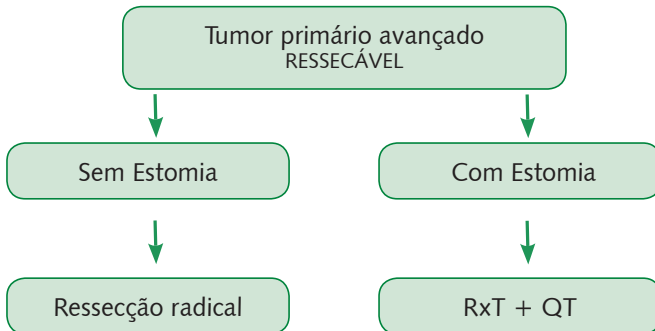 Tumor primário avançado
RESSECÁVEL
Sem Estomia
Com Estomia
Ressecção radical
RxT + QT